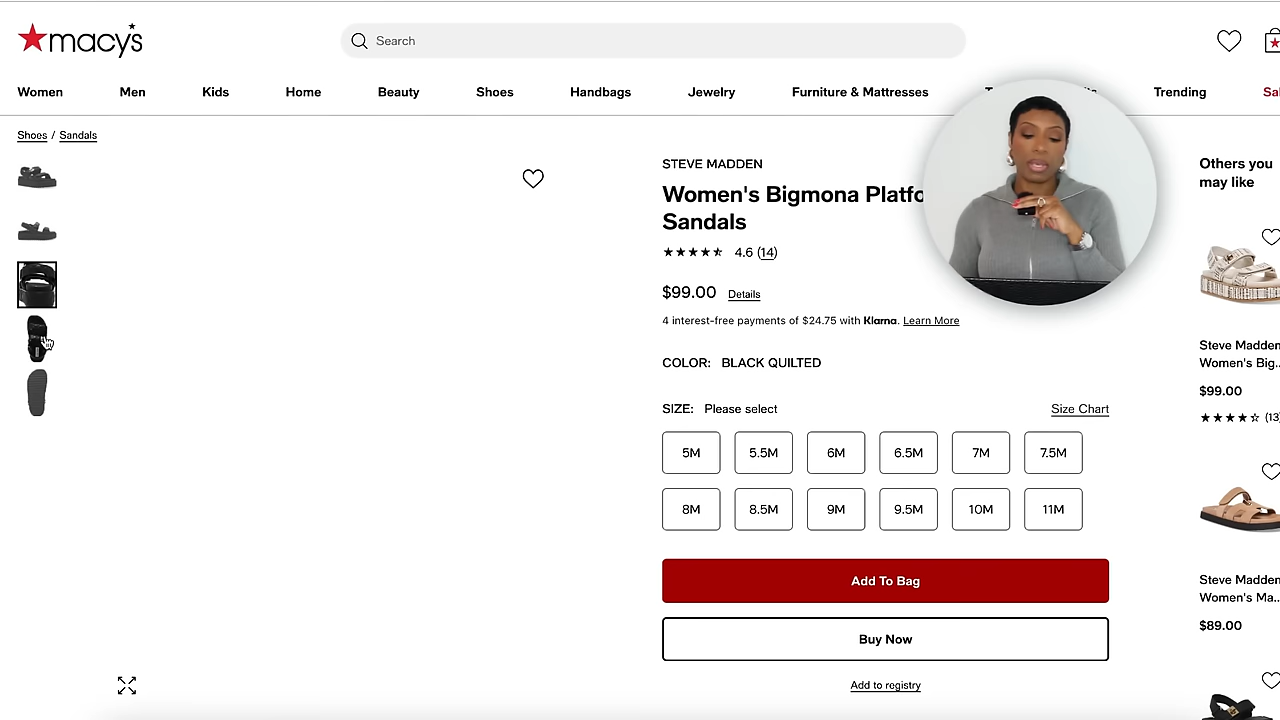 macy's
Search
Women
Men
Kids
Home
Beauty
Shoes
Handbags
Jewelry
Furniture & Mattresses
Trending
Shoes / Sandals
STEVE MADDEN
Women's Bigmona Platfo
Sandals
4.6 (14)
$99.00 Details
4 interest-free payments of $24.75 with Klarna. Learn More
COLOR: BLACK QUILTED
SIZE: Please select
Size Chart
5M
5.5M
6M
6.5M
7M
7.5M
8M
8.5M
9M
9.5M
10M
11M
Add To Bag
Buy Now
Add to registry
Others you
may like
Steve Madden
Women's Big...
$99.00
(13)
Steve Madden
Women's Ma...
$89.00